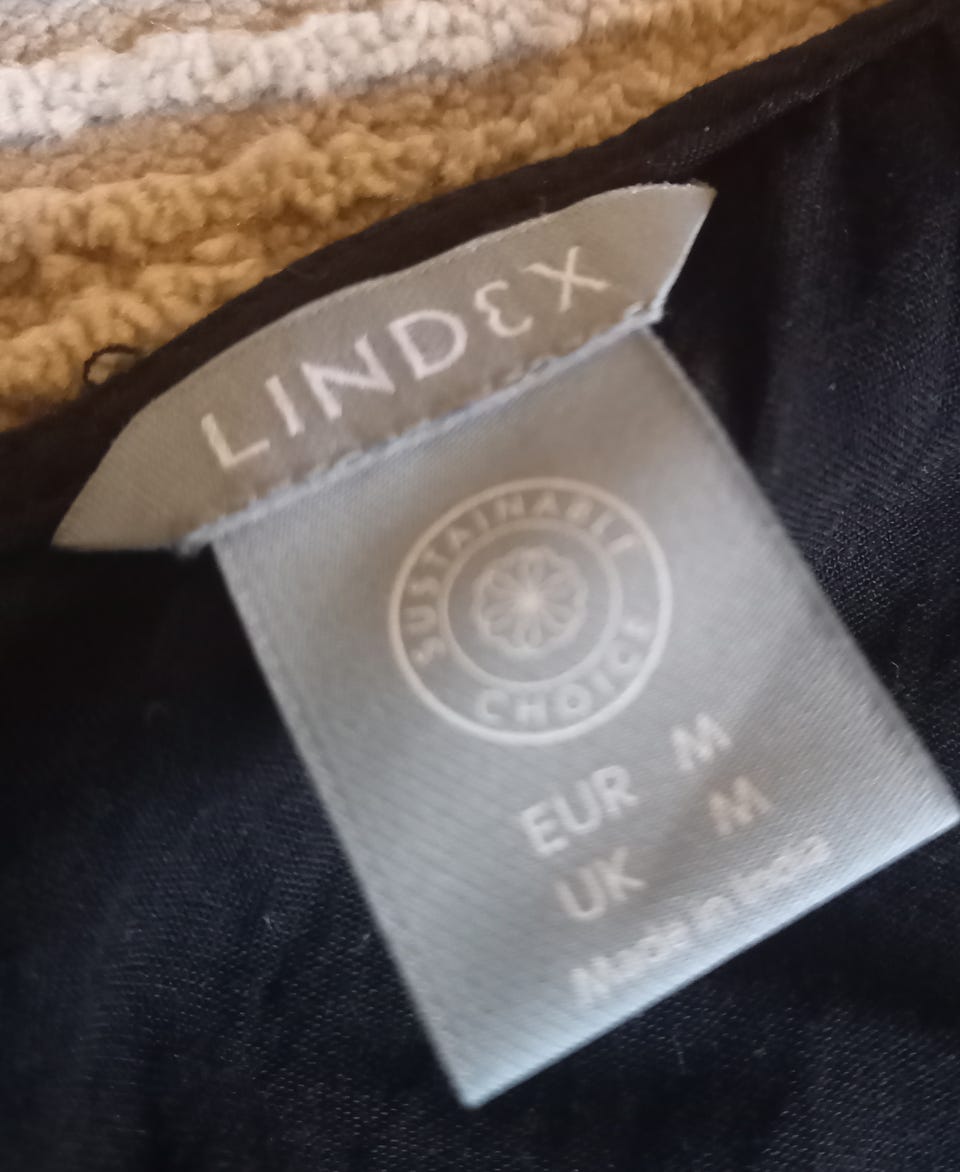 LINDEX
SUSTAINABLE
CHOICE
EUR M
UK M
Made in India